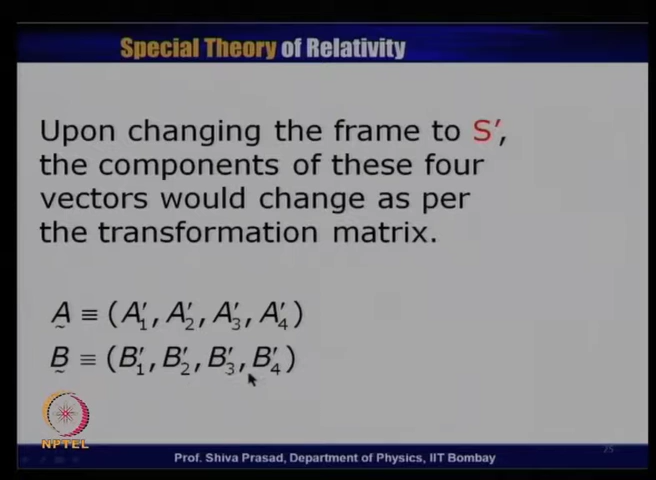 Special Theory of Relativity
Upon changing the frame to S′,
the components of these four
vectors would change as per
the transformation matrix.
A ≡ (A′₁, A′₂, A′₃, A′₄)
B ≡ (B′₁, B′₂, B′₃, B′₄)
NPTEL
Prof. Shiva Prasad, Department of Physics, IIT Bombay
25